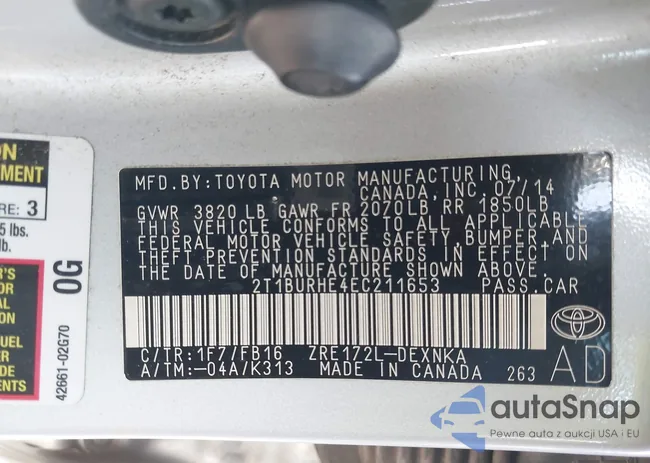 ON
EMENT
RE: 3
5 lbs.
lb.
R'S
OG
42661-02G70
MFD.BY:TOYOTA MOTOR MANUFACTURING,
CANADA, INC. 07/14
GVWR 3820 LB GAWR FR 2070LB RR 1850LB
THIS VEHICLE CONFORMS TO ALL APPLICABLE
FEDERAL MOTOR VEHICLE SAFETY, BUMPER, AND
THEFT PREVENTION STANDARDS IN EFFECT ON
THE DATE OF MANUFACTURE SHOWN ABOVE.
2T1BURHE4EC211653 PASS.CAR
C/TR:1F7/FB16 ZRE172L-DEXNKA
A/TM:-04A/K313 MADE IN CANADA 263
AD
autaSnap
Pewne auta z aukcji USA i EU